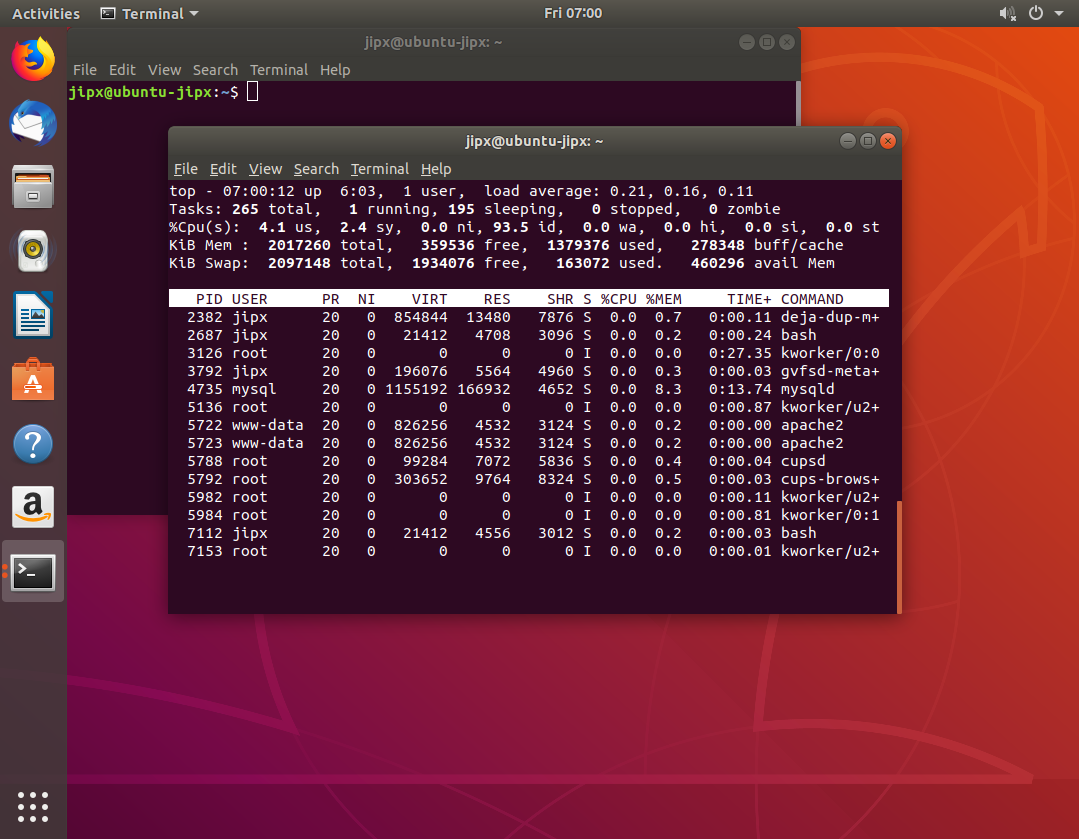 Activities Terminal Fri 07:00
jipx@ubuntu-jipx: ~
File Edit View Search Terminal Help
jipx@ubuntu-jipx:~$
jipx@ubuntu-jipx: ~
File Edit View Search Terminal Help
top - 07:00:12 up  6:03,  1 user,  load average: 0.21, 0.16, 0.11
Tasks: 265 total,   1 running, 195 sleeping,   0 stopped,   0 zombie
%Cpu(s):  4.1 us,  2.4 sy,  0.0 ni, 93.5 id,  0.0 wa,  0.0 hi,  0.0 si,  0.0 st
KiB Mem :  2017260 total,   359536 free,  1379376 used,   278348 buff/cache
KiB Swap:  2097148 total,  1934076 free,   163072 used.   460296 avail Mem
PID USER      PR  NI    VIRT    RES    SHR S %CPU %MEM     TIME+ COMMAND
2382 jipx      20   0  854844  13480   7876 S  0.0  0.7   0:00.11 deja-dup-m+
2687 jipx      20   0   21412   4708   3096 S  0.0  0.2   0:00.24 bash
3126 root      20   0       0      0      0 I  0.0  0.0   0:27.35 kworker/0:0
3792 jipx      20   0  196076   5564   4960 S  0.0  0.3   0:00.03 gvfsd-meta+
4735 mysql     20   0 1155192 166932   4652 S  0.0  8.3   0:13.74 mysqld
5136 root      20   0       0      0      0 I  0.0  0.0   0:00.87 kworker/u2+
5722 www-data  20   0  826256   4532   3124 S  0.0  0.2   0:00.00 apache2
5723 www-data  20   0  826256   4532   3124 S  0.0  0.2   0:00.00 apache2
5788 root      20   0   99284   7072   5836 S  0.0  0.4   0:00.04 cupsd
5792 root      20   0  303652   9764   8324 S  0.0  0.5   0:00.03 cups-brows+
5982 root      20   0       0      0      0 I  0.0  0.0   0:00.11 kworker/u2+
5984 root      20   0       0      0      0 I  0.0  0.0   0:00.81 kworker/0:1
7112 jipx      20   0   21412   4556   3012 S  0.0  0.2   0:00.03 bash
7153 root      20   0       0      0      0 I  0.0  0.0   0:00.01 kworker/u2+